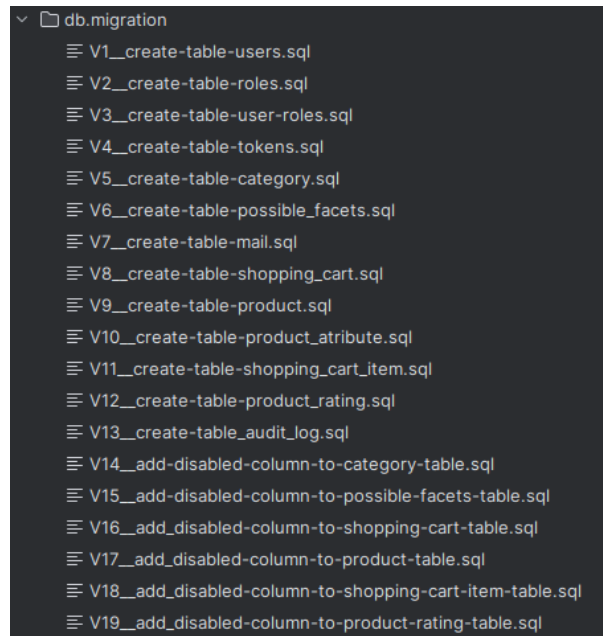 db.migration
V1__create-table-users.sql
V2__create-table-roles.sql
V3__create-table-user-roles.sql
V4__create-table-tokens.sql
V5__create-table-category.sql
V6__create-table-possible_facets.sql
V7__create-table-mail.sql
V8__create-table-shopping_cart.sql
V9__create-table-product.sql
V10__create-table-product_atribute.sql
V11__create-table-shopping_cart_item.sql
V12__create-table-product_rating.sql
V13__create-table_audit_log.sql
V14__add-disabled-column-to-category-table.sql
V15__add-disabled-column-to-possible-facets-table.sql
V16__add_disabled-column-to-shopping-cart-table.sql
V17__add_disabled-column-to-product-table.sql
V18__add_disabled-column-to-shopping-cart-item-table.sql
V19__add_disabled-column-to-product-rating-table.sql